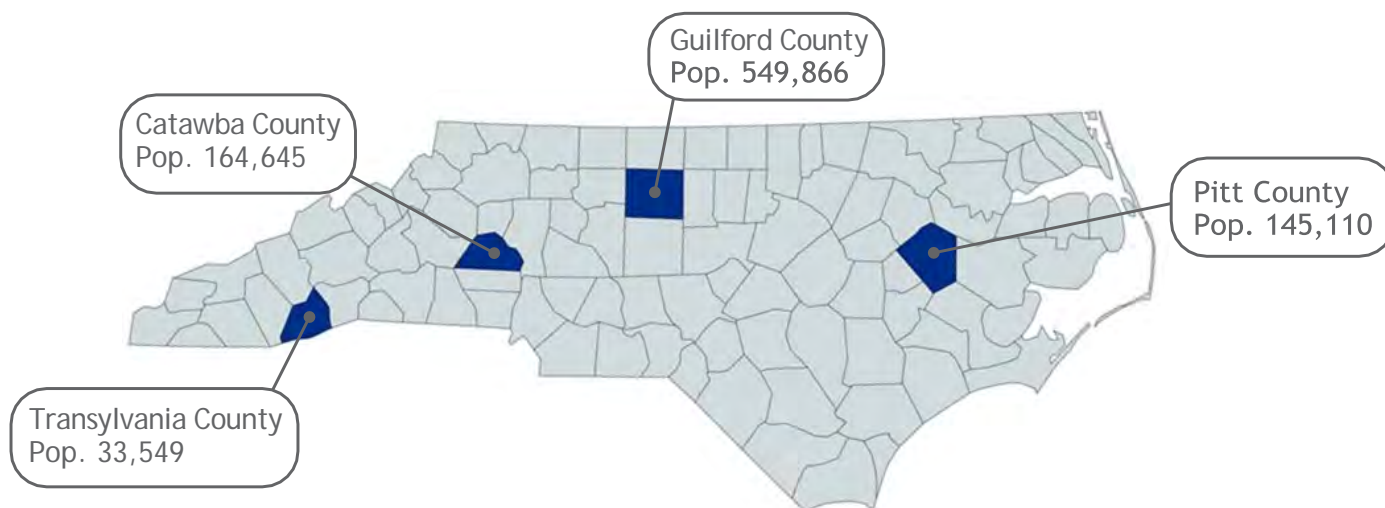 Guilford County
Pop. 549,866
Catawba County
Pop. 164,645
Pitt County
Pop. 145,110
Transylvania County
Pop. 33,549